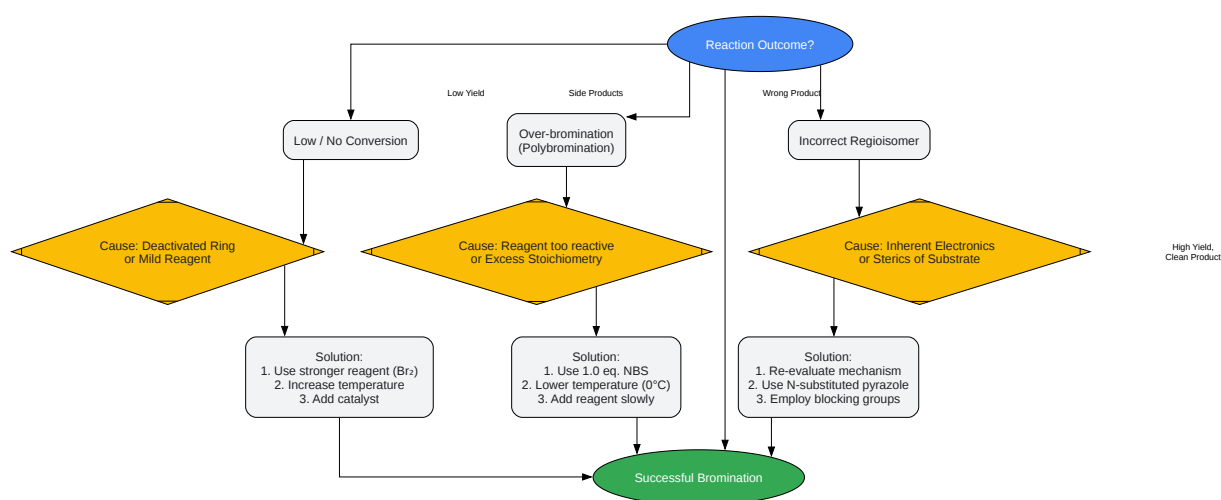 Reaction Outcome?
Low Yield
Side Products
Wrong Product
Low / No Conversion
Over-bromination
(Polybromination)
Incorrect Regioisomer
Cause: Deactivated Ring
or Mild Reagent
Cause: Reagent too reactive
or Excess Stoichiometry
Cause: Inherent Electronics
or Sterics of Substrate
High Yield,
Clean Product
Solution:
1. Use stronger reagent (Br₂)
2. Increase temperature
3. Add catalyst
Solution:
1. Use 1.0 eq. NBS
2. Lower temperature (0°C)
3. Add reagent slowly
Solution:
1. Re-evaluate mechanism
2. Use N-substituted pyrazole
3. Employ blocking groups
Successful Bromination